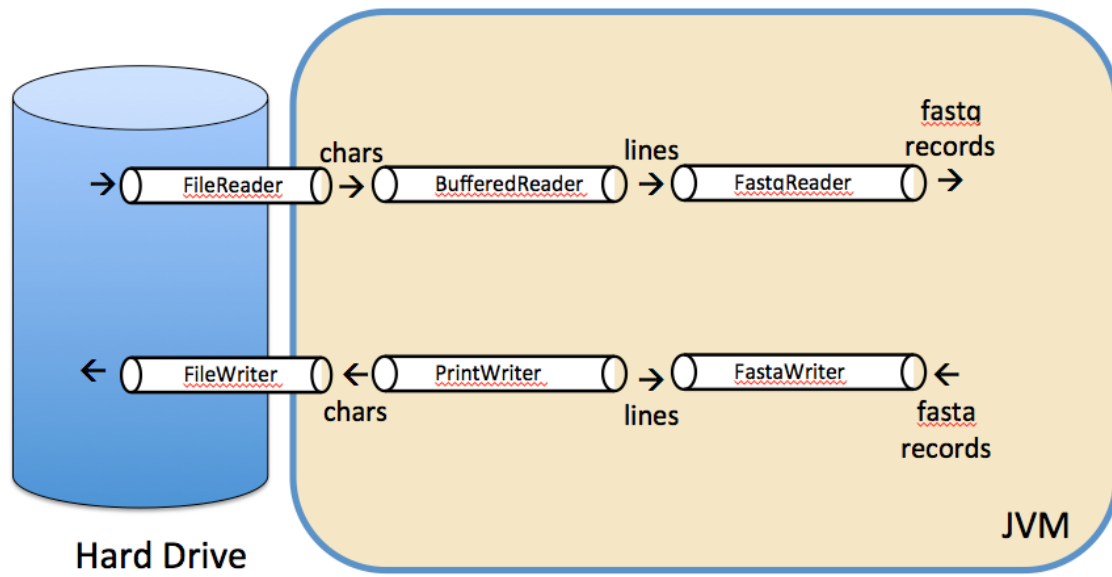 fastq
records
chars
lines
FileReader
BufferedReader
FastqReader
FileWriter
PrintWriter
FastaWriter
chars
lines
fasta
records
JVM
Hard Drive